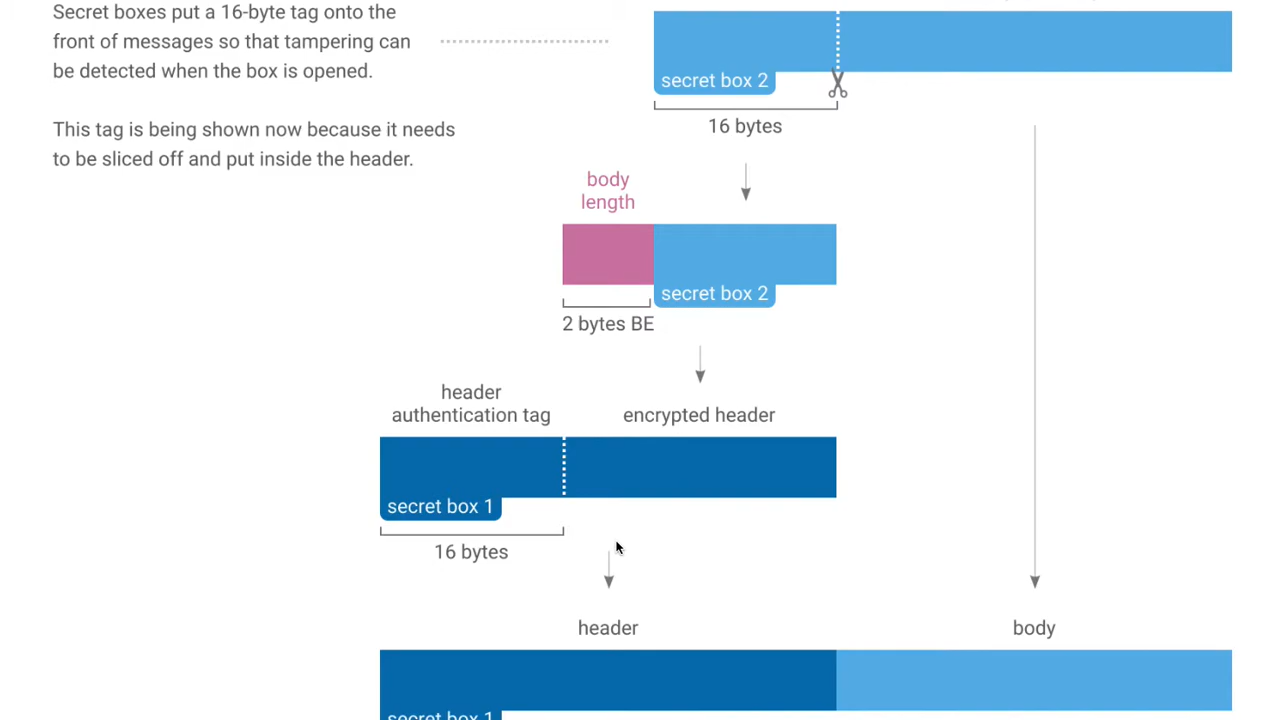 Secret boxes put a 16-byte tag onto the
front of messages so that tampering can
be detected when the box is opened.
This tag is being shown now because it needs
to be sliced off and put inside the header.
secret box 2
16 bytes
body
length
secret box 2
2 bytes BE
header
authentication tag
encrypted header
secret box 1
16 bytes
header
body
secret box 1